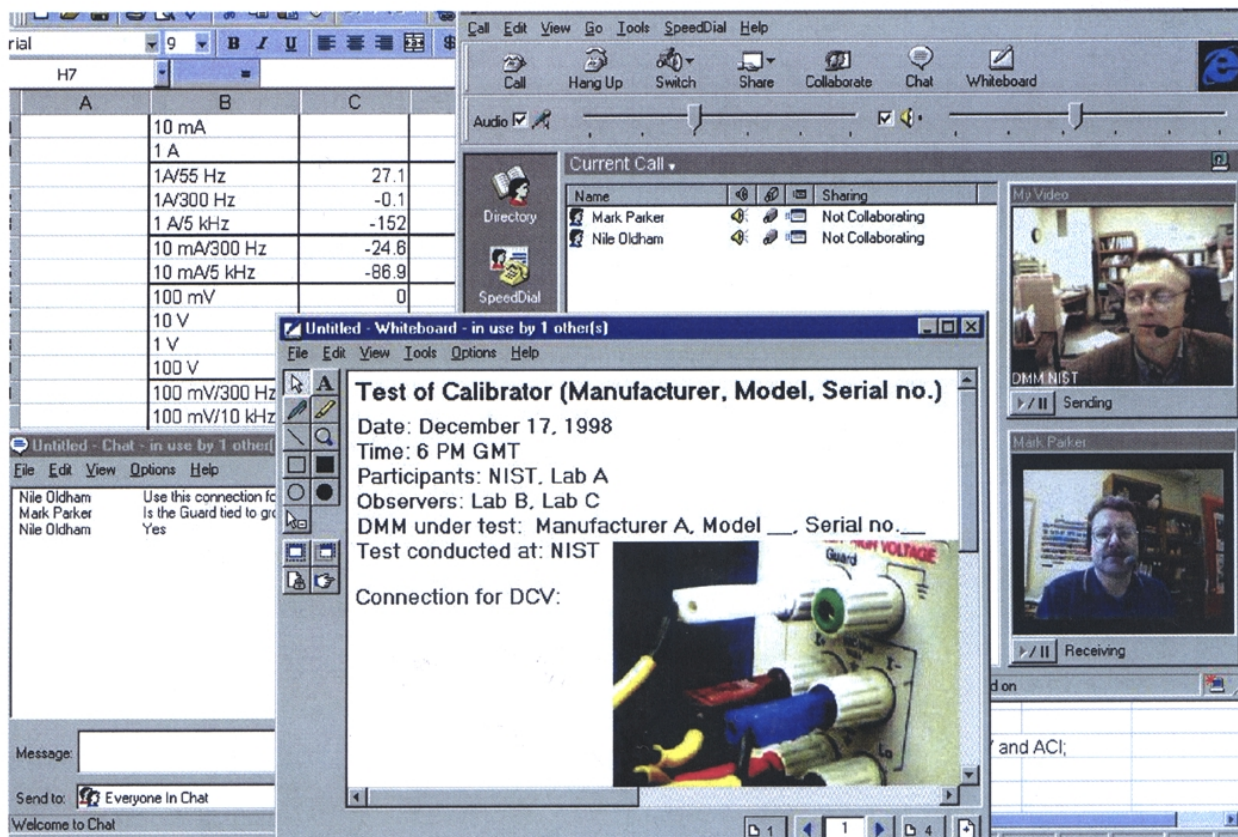 rial 9 B I U $
H7 =
A B C
10 mA
1 A
1A/55 Hz 27.1
1A/300 Hz -0.1
1 A/5 kHz -152
10 mA/300 Hz -24.6
10 mA/5 kHz -86.9
100 mV 0
10 V
1 V
100 V
100 mV/300 Hz
100 mV/10 kHz
Call Edit View Go Tools SpeedDial Help
Call Hang Up Switch Share Collaborate Chat Whiteboard
Audio
Directory
SpeedDial
Current Call
Name Sharing
Mark Parker Not Collaborating
Nile Oldham Not Collaborating
My Video
DMM NIST
Sending
Mark Parker
Receiving
d on
and ACI;
Untitled - Chat - in use by 1 other(
File Edit View Options Help
Nile Oldham Use this connection fo
Mark Parker Is the Guard tied to gro
Nile Oldham Yes
Message:
Send to: Everyone In Chat
Welcome to Chat
Untitled - Whiteboard - in use by 1 other(s)
File Edit View Tools Options Help
A
Test of Calibrator (Manufacturer, Model, Serial no.)
Date: December 17, 1998
Time: 6 PM GMT
Participants: NIST, Lab A
Observers: Lab B, Lab C
DMM under test: Manufacturer A, Model __, Serial no.__
Test conducted at: NIST
Connection for DCV:
HIGH VOLTAGE
Guard
1 1 4